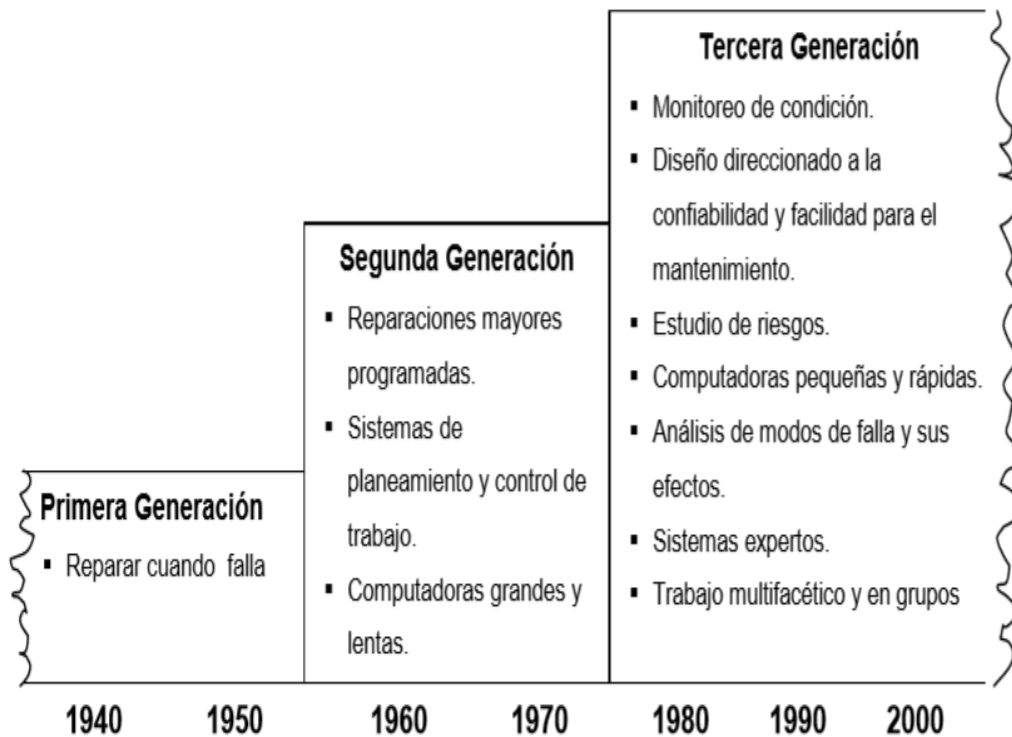 Primera Generación
▪ Reparar cuando falla
Segunda Generación
▪ Reparaciones mayores
programadas.
▪ Sistemas de
planeamiento y control de
trabajo.
▪ Computadoras grandes y
lentas.
Tercera Generación
▪ Monitoreo de condición.
▪ Diseño direccionado a la
confiabilidad y facilidad para el
mantenimiento.
▪ Estudio de riesgos.
▪ Computadoras pequeñas y rápidas.
▪ Análisis de modos de falla y sus
efectos.
▪ Sistemas expertos.
▪ Trabajo multifacético y en grupos
1940 1950 1960 1970 1980 1990 2000